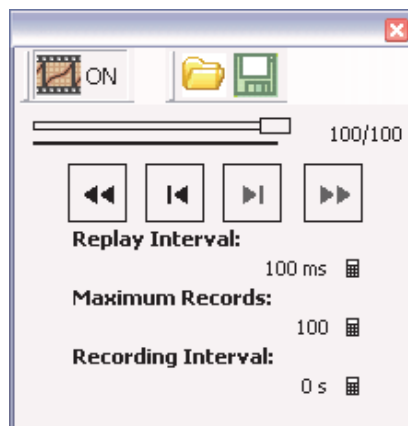 ON
100/100
Replay Interval:
100 ms
Maximum Records:
100
Recording Interval:
0 s